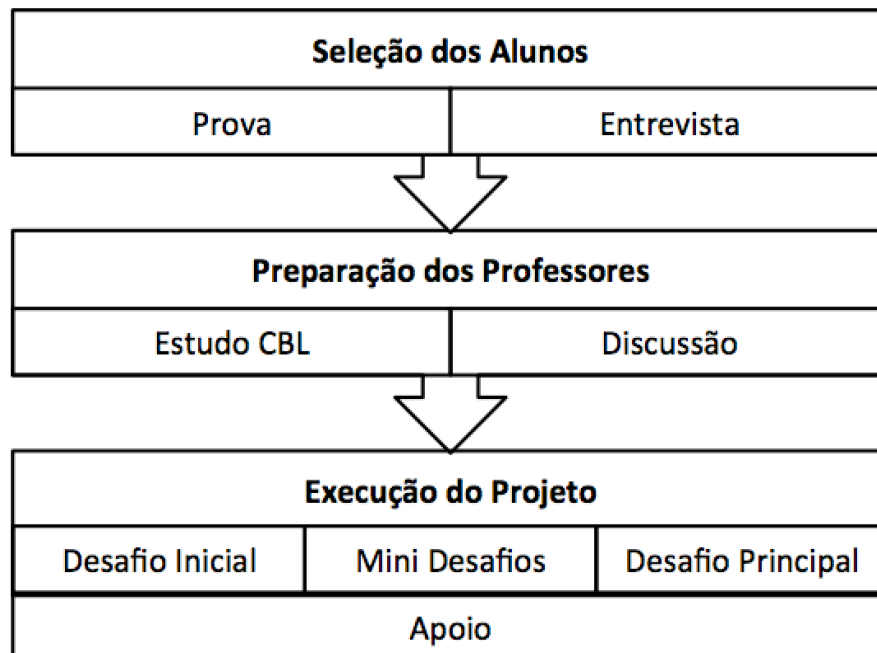 Seleção dos Alunos
Prova Entrevista
Preparação dos Professores
Estudo CBL Discussão
Execução do Projeto
Desafio Inicial Mini Desafios Desafio Principal
Apoio